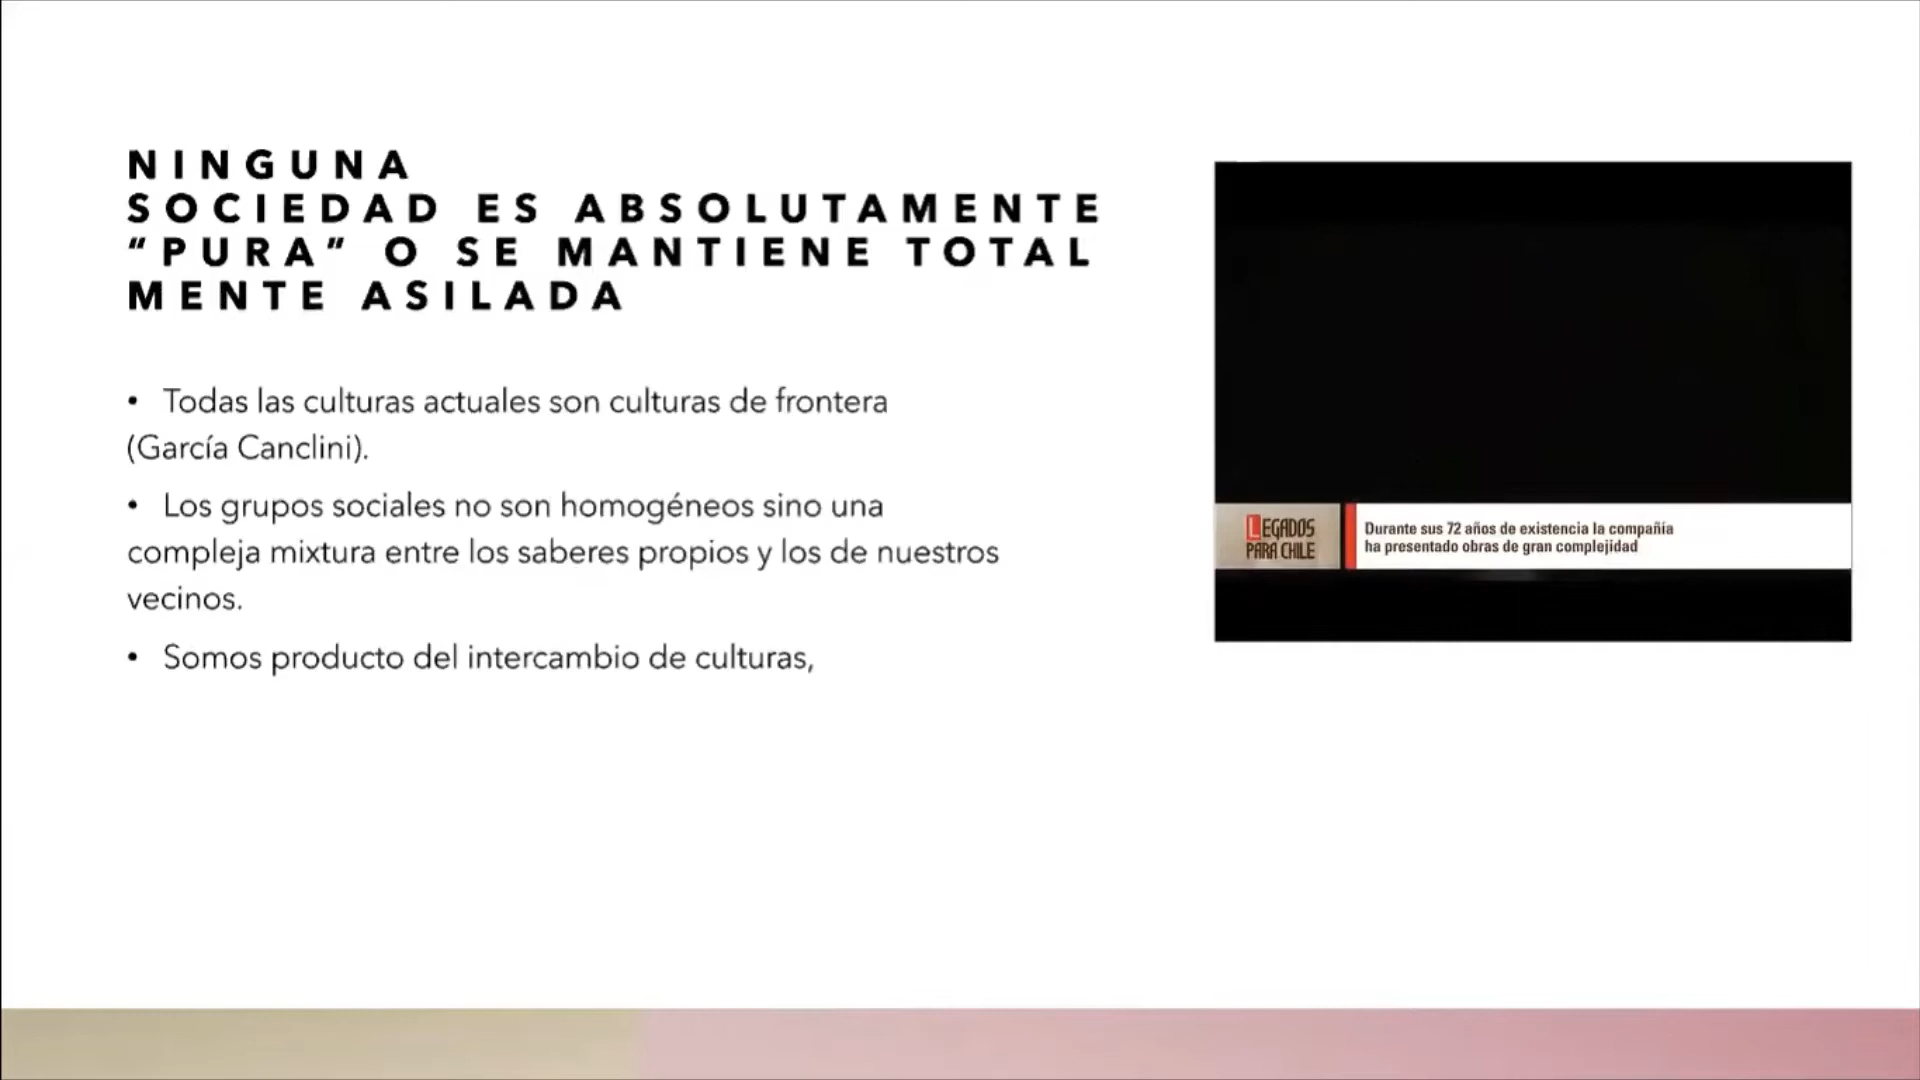 NINGUNA
SOCIEDAD ES ABSOLUTAMENTE
“PURA” O SE MANTIENE TOTAL
MENTE ASILADA
• Todas las culturas actuales son culturas de frontera
(García Canclini).
• Los grupos sociales no son homogéneos sino una
compleja mixtura entre los saberes propios y los de nuestros
vecinos.
• Somos producto del intercambio de culturas,
LEGADOS
PARA CHILE
Durante sus 72 años de existencia la compañía
ha presentado obras de gran complejidad